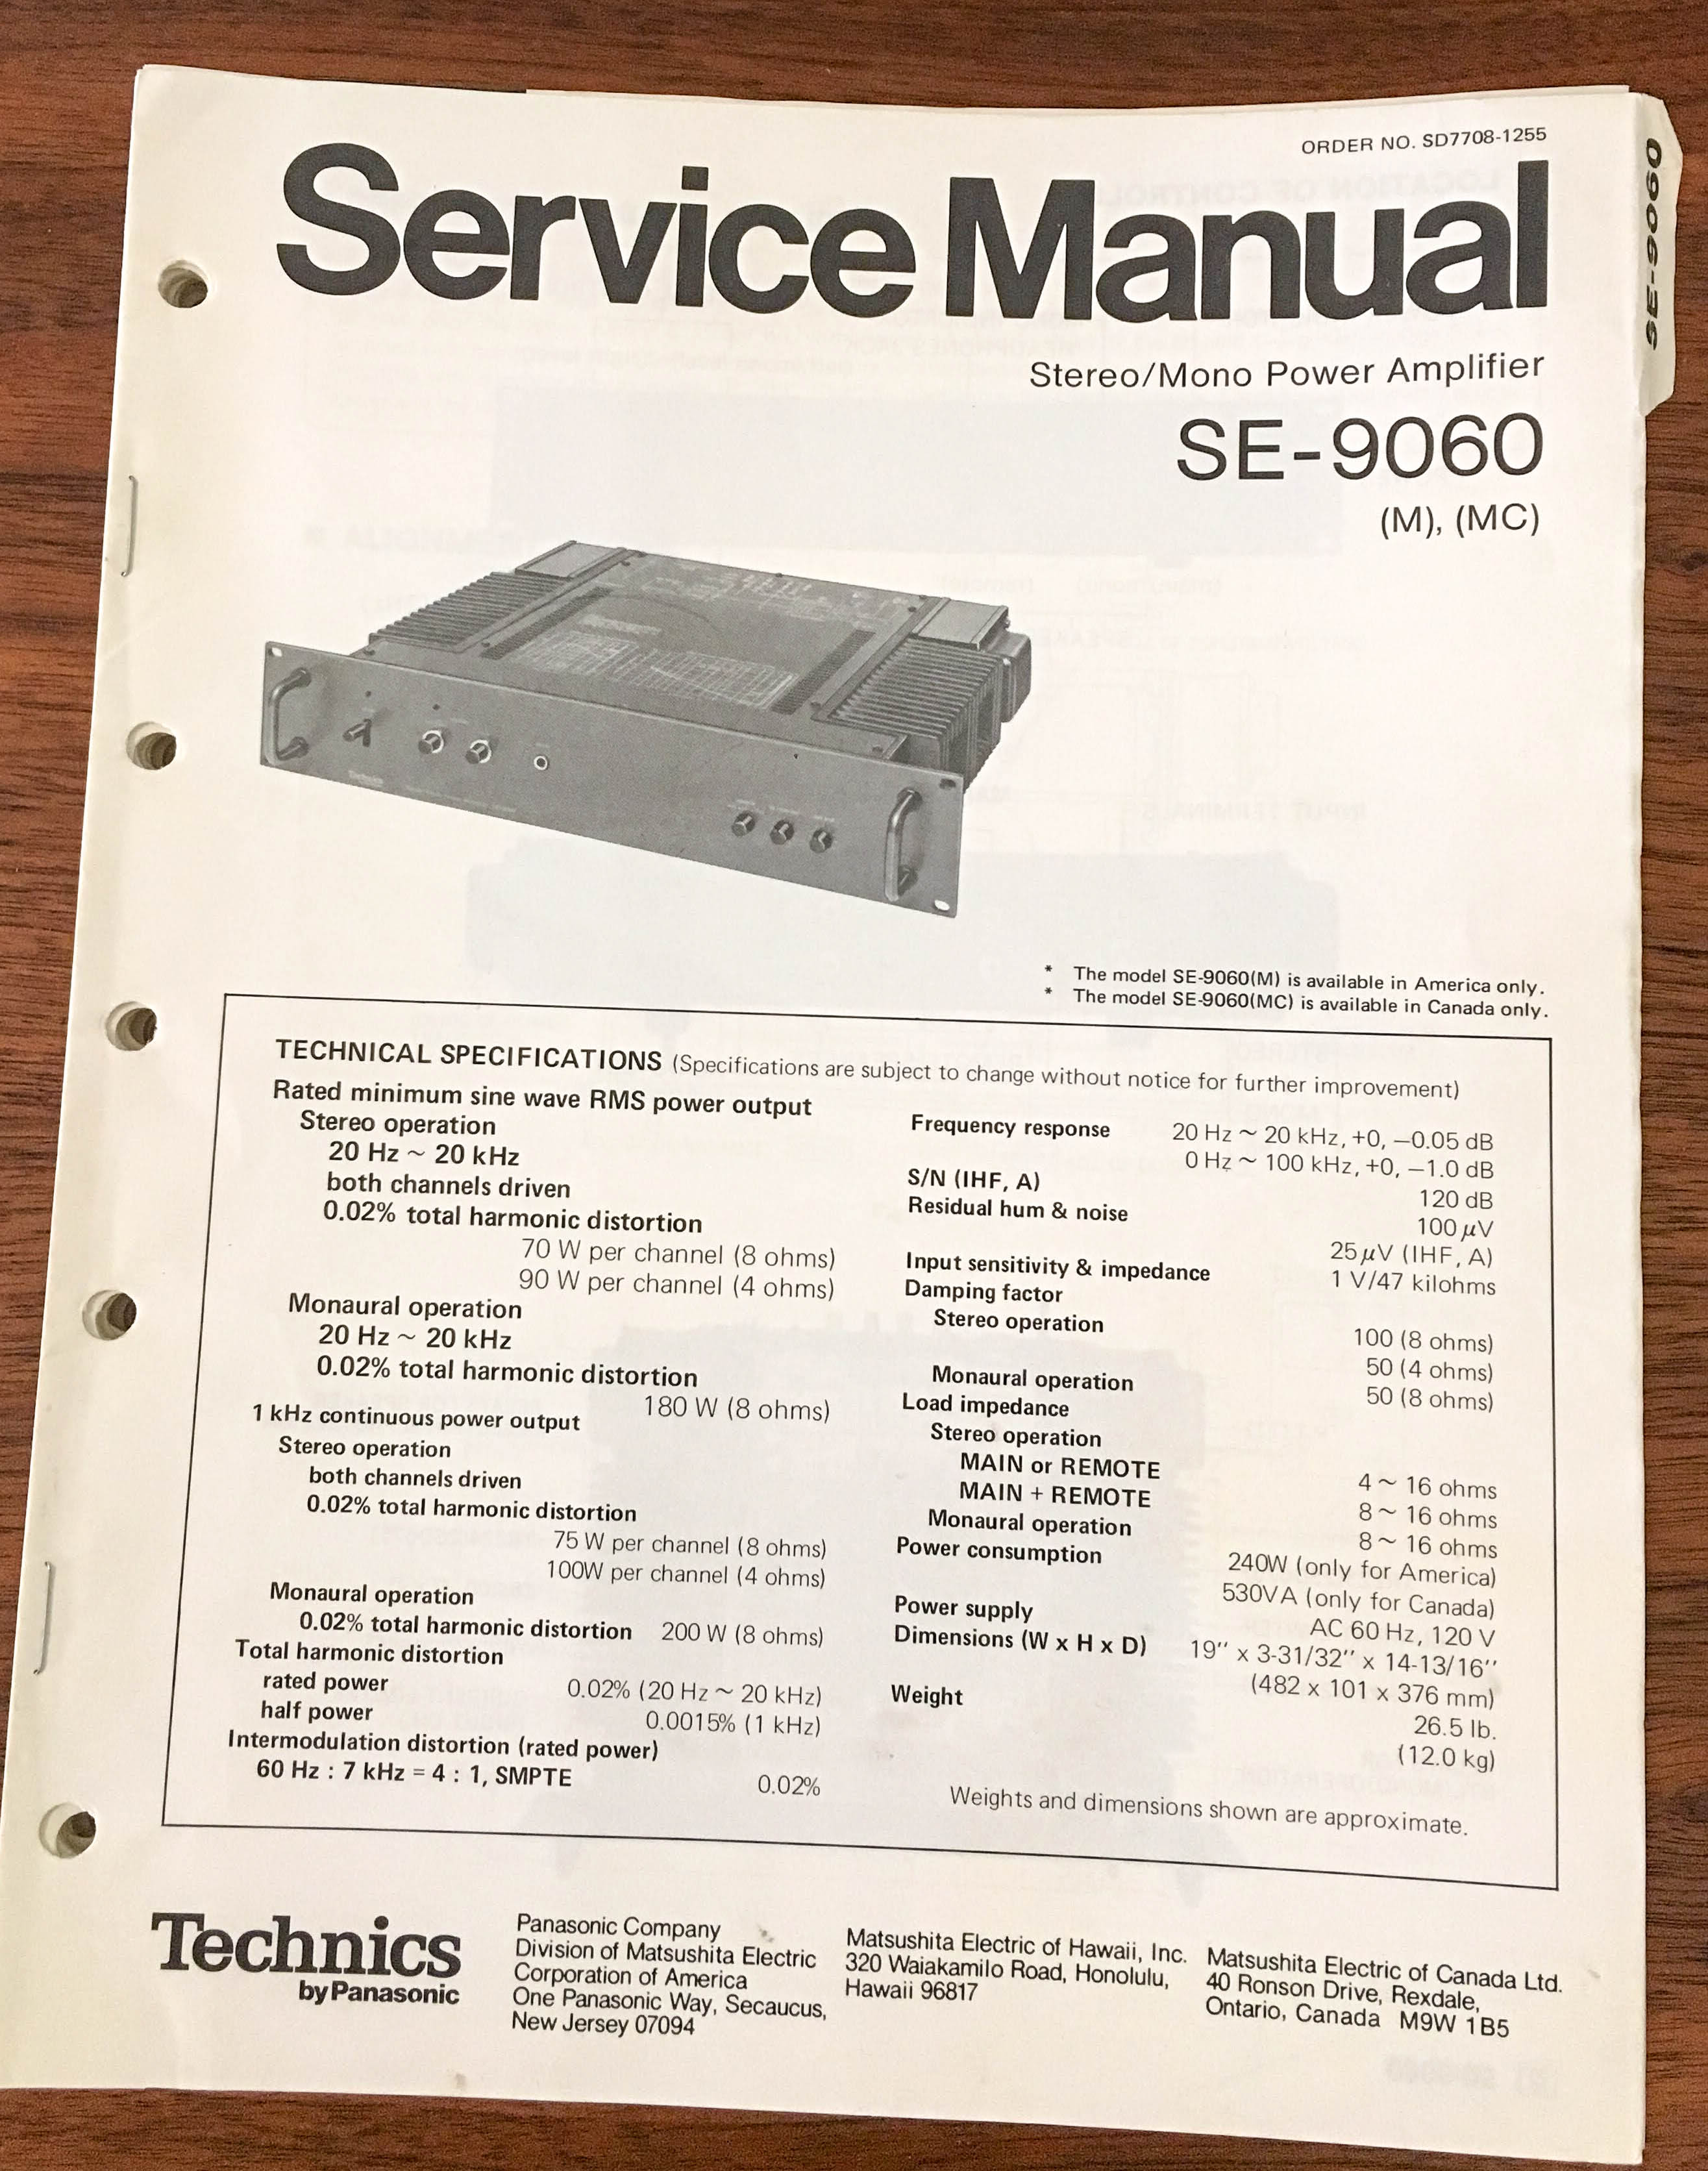 ORDER NO. SD7708-1255
SE-9060
Service Manual
Stereo/Mono Power Amplifier
SE-9060
(M), (MC)
* The model SE-9060(M) is available in America only.
* The model SE-9060(MC) is available in Canada only.
TECHNICAL SPECIFICATIONS (Specifications are subject to change without notice for further improvement)
Rated minimum sine wave RMS power output
Stereo operation
20 Hz ~ 20 kHz
both channels driven
0.02% total harmonic distortion
70 W per channel (8 ohms)
90 W per channel (4 ohms)
Monaural operation
20 Hz ~ 20 kHz
0.02% total harmonic distortion
180 W (8 ohms)
1 kHz continuous power output
Stereo operation
both channels driven
0.02% total harmonic distortion
75 W per channel (8 ohms)
100W per channel (4 ohms)
Monaural operation
0.02% total harmonic distortion 200 W (8 ohms)
Total harmonic distortion
rated power 0.02% (20 Hz ~ 20 kHz)
half power 0.0015% (1 kHz)
Intermodulation distortion (rated power)
60 Hz : 7 kHz = 4 : 1, SMPTE 0.02%
Frequency response 20 Hz ~ 20 kHz, +0, −0.05 dB
0 Hz ~ 100 kHz, +0, −1.0 dB
S/N (IHF, A) 120 dB
Residual hum & noise 100 µV
25µV (IHF, A)
Input sensitivity & impedance 1 V/47 kilohms
Damping factor
Stereo operation 100 (8 ohms)
50 (4 ohms)
Monaural operation 50 (8 ohms)
Load impedance
Stereo operation
MAIN or REMOTE 4 ~ 16 ohms
MAIN + REMOTE 8 ~ 16 ohms
Monaural operation 8 ~ 16 ohms
Power consumption 240W (only for America)
530VA (only for Canada)
Power supply AC 60 Hz, 120 V
Dimensions (W x H x D) 19'' x 3-31/32'' x 14-13/16''
(482 x 101 x 376 mm)
Weight 26.5 lb.
(12.0 kg)
Weights and dimensions shown are approximate.
Technics
by Panasonic
Panasonic Company
Division of Matsushita Electric
Corporation of America
One Panasonic Way, Secaucus,
New Jersey 07094
Matsushita Electric of Hawaii, Inc.
320 Waiakamilo Road, Honolulu,
Hawaii 96817
Matsushita Electric of Canada Ltd.
40 Ronson Drive, Rexdale,
Ontario, Canada M9W 1B5